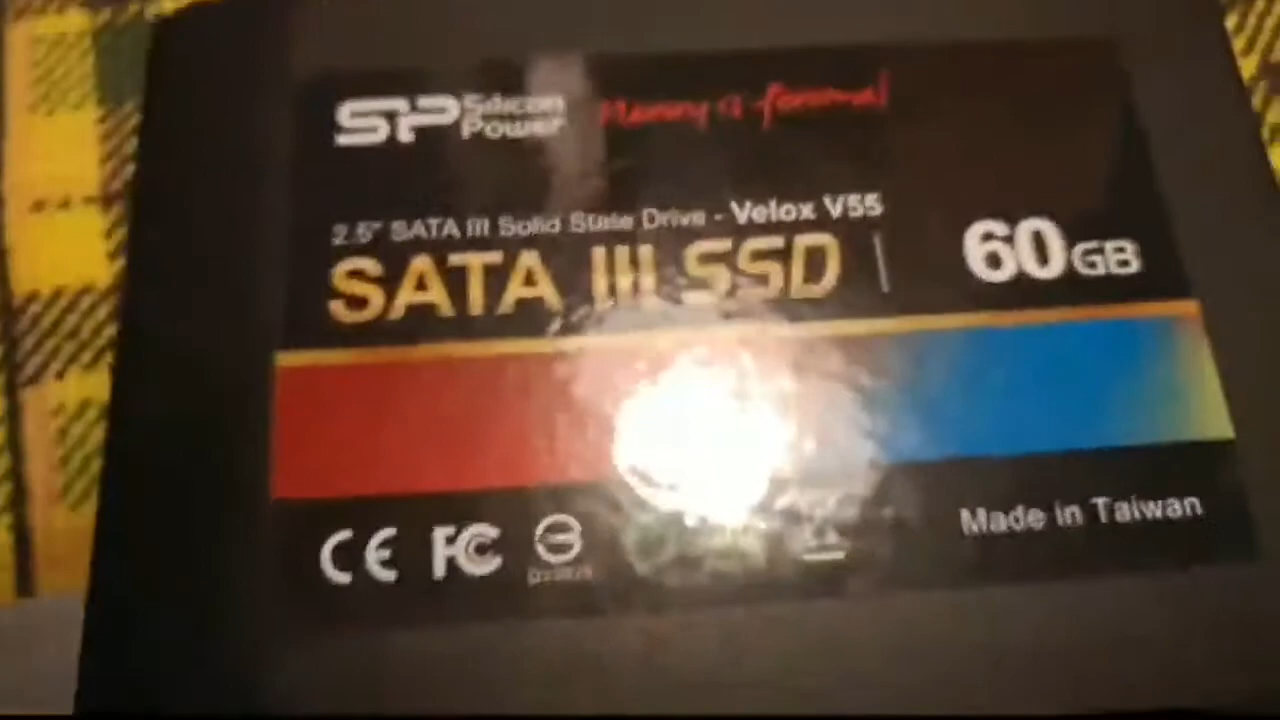 SP Silicon Power Memory is personal
2.5" SATA III Solid State Drive - Velox V55
SATA III SSD | 60GB
CE FC
Made in Taiwan